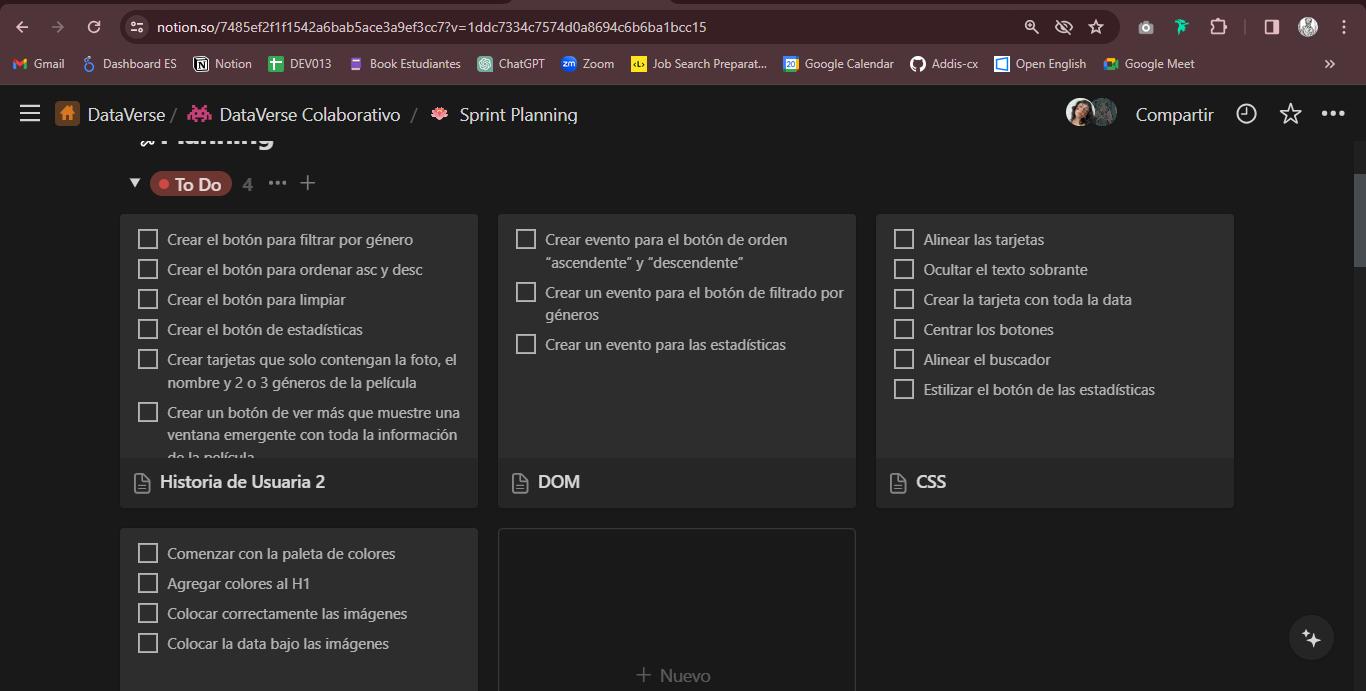 notion.so/7485ef2f1f1542a6bab5ace3a9ef3cc7?v=1ddc7334c7574d0a8694c6b6ba1bcc15
Gmail
Dashboard ES
Notion
DEV013
Book Estudiantes
ChatGPT
Zoom
Job Search Preparat...
Google Calendar
Addis-cx
Open English
Google Meet
»
DataVerse / DataVerse Colaborativo / Sprint Planning
Compartir
Planning
To Do 4
Crear el botón para filtrar por género
Crear el botón para ordenar asc y desc
Crear el botón para limpiar
Crear el botón de estadísticas
Crear tarjetas que solo contengan la foto, el
nombre y 2 o 3 géneros de la película
Crear un botón de ver más que muestre una
ventana emergente con toda la información
de la película
Historia de Usuaria 2
Crear evento para el botón de orden
“ascendente” y “descendente”
Crear un evento para el botón de filtrado por
géneros
Crear un evento para las estadísticas
DOM
Alinear las tarjetas
Ocultar el texto sobrante
Crear la tarjeta con toda la data
Centrar los botones
Alinear el buscador
Estilizar el botón de las estadísticas
CSS
Comenzar con la paleta de colores
Agregar colores al H1
Colocar correctamente las imágenes
Colocar la data bajo las imágenes
+ Nuevo